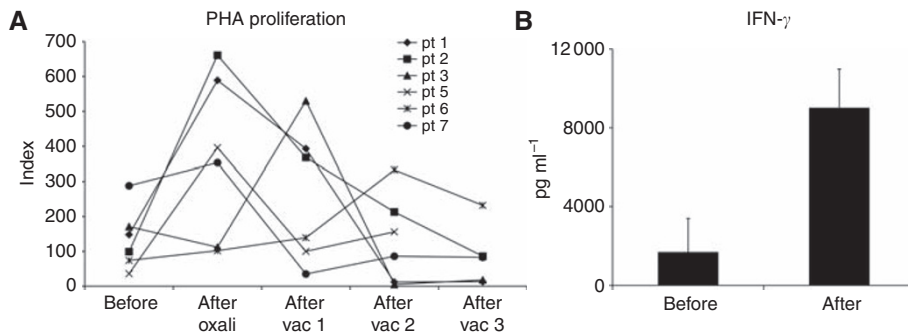 A
PHA proliferation
700
600
500
400
300
200
100
0
Index
pt 1
pt 2
pt 3
pt 5
pt 6
pt 7
Before
After oxali
After vac 1
After vac 2
After vac 3
B
IFN-γ
12 000
8000
4000
0
pg ml⁻¹
Before
After